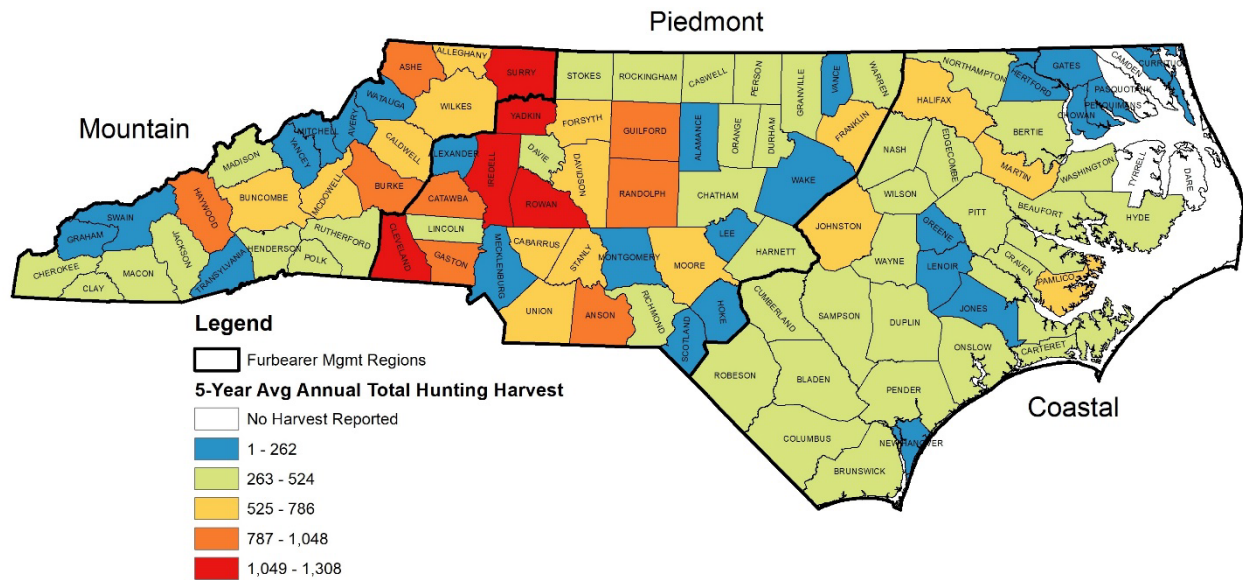 Piedmont
Mountain
Coastal
ALLEGHANY
ASHE
SURRY
STOKES
ROCKINGHAM
CASWELL
PERSON
GRANVILLE
VANCE
WARREN
NORTHAMPTON
HERTFORD
GATES
CAMDEN
CURRITUCK
PASQUOTANK
PERQUIMANS
CHOWAN
WATAUGA
WILKES
YADKIN
FORSYTH
GUILFORD
ALAMANCE
ORANGE
DURHAM
FRANKLIN
HALIFAX
BERTIE
MITCHELL
AVERY
YANCEY
MADISON
CALDWELL
LEXANDER
IREDELL
DAVIE
DAVIDSON
RANDOLPH
CHATHAM
WAKE
NASH
EDGECOMBE
MARTIN
WASHINGTON
TYRRELL
DARE
HAYWOOD
BUNCOMBE
MCDOWELL
BURKE
CATAWBA
ROWAN
WILSON
PITT
BEAUFORT
HYDE
SWAIN
GRAHAM
JACKSON
HENDERSON
RUTHERFORD
POLK
CLEVELAND
LINCOLN
GASTON
MECKLENBURG
CABARRUS
STANLY
MONTGOMERY
MOORE
LEE
HARNETT
JOHNSTON
WAYNE
GREENE
LENOIR
CRAVEN
PAMLICO
CHEROKEE
CLAY
MACON
TRANSYLVANIA
UNION
ANSON
RICHMOND
SCOTLAND
HOKE
CUMBERLAND
SAMPSON
DUPLIN
JONES
ONSLOW
CARTERET
ROBESON
BLADEN
PENDER
COLUMBUS
BRUNSWICK
NEW HANOVER
Legend
Furbearer Mgmt Regions
5-Year Avg Annual Total Hunting Harvest
No Harvest Reported
1 - 262
263 - 524
525 - 786
787 - 1,048
1,049 - 1,308